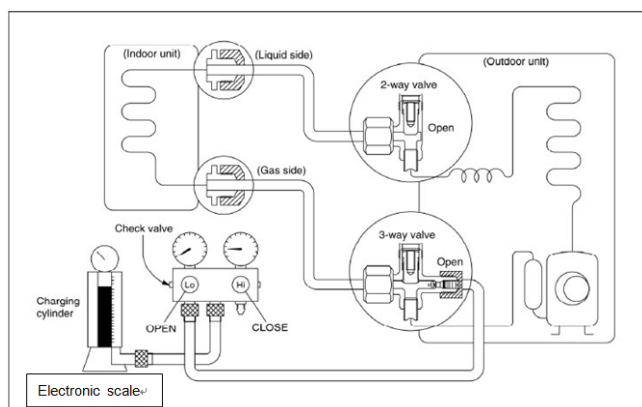 (Indoor unit)
(Liquid side)
(Outdoor unit)
2-way valve
Open
(Gas side)
Check valve
3-way valve
Open
Lo
Hi
Charging
cylinder
OPEN
CLOSE
Electronic scale